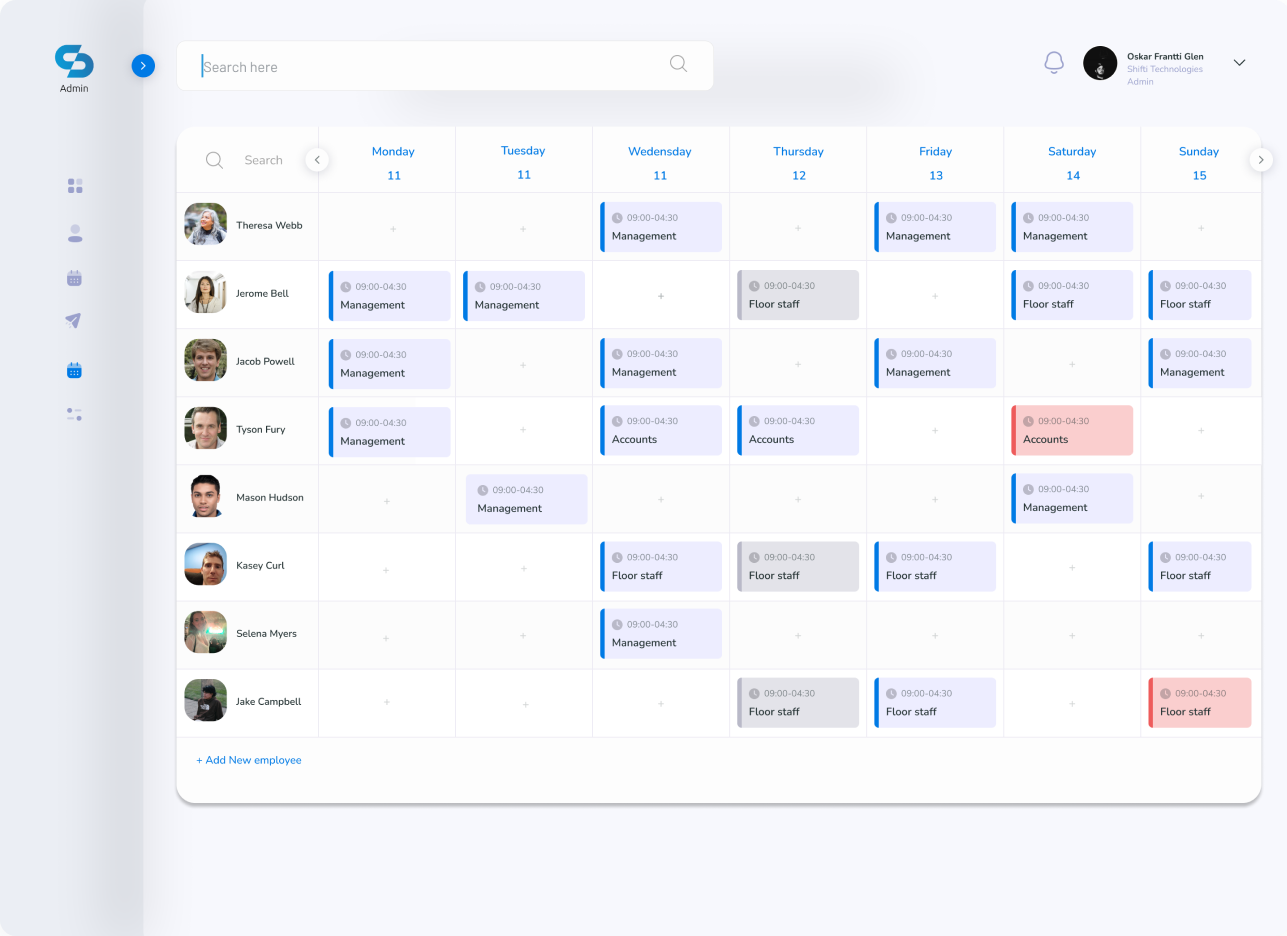 Admin
Search here
Oskar Frantti Glen
Shifti Technologies
Admin
Search
Monday
11
Tuesday
11
Wedensday
11
Thursday
12
Friday
13
Saturday
14
Sunday
15
Theresa Webb
+
+
09:00-04:30
Management
+
09:00-04:30
Management
09:00-04:30
Management
+
Jerome Bell
09:00-04:30
Management
09:00-04:30
Management
+
09:00-04:30
Floor staff
+
09:00-04:30
Floor staff
09:00-04:30
Floor staff
Jacob Powell
09:00-04:30
Management
+
09:00-04:30
Management
+
09:00-04:30
Management
+
09:00-04:30
Management
Tyson Fury
09:00-04:30
Management
+
09:00-04:30
Accounts
09:00-04:30
Accounts
+
09:00-04:30
Accounts
+
Mason Hudson
+
09:00-04:30
Management
+
+
+
09:00-04:30
Management
+
Kasey Curl
+
+
09:00-04:30
Floor staff
09:00-04:30
Floor staff
09:00-04:30
Floor staff
+
09:00-04:30
Floor staff
Selena Myers
+
+
09:00-04:30
Management
+
+
+
+
Jake Campbell
+
+
+
09:00-04:30
Floor staff
09:00-04:30
Floor staff
+
09:00-04:30
Floor staff
+ Add New employee